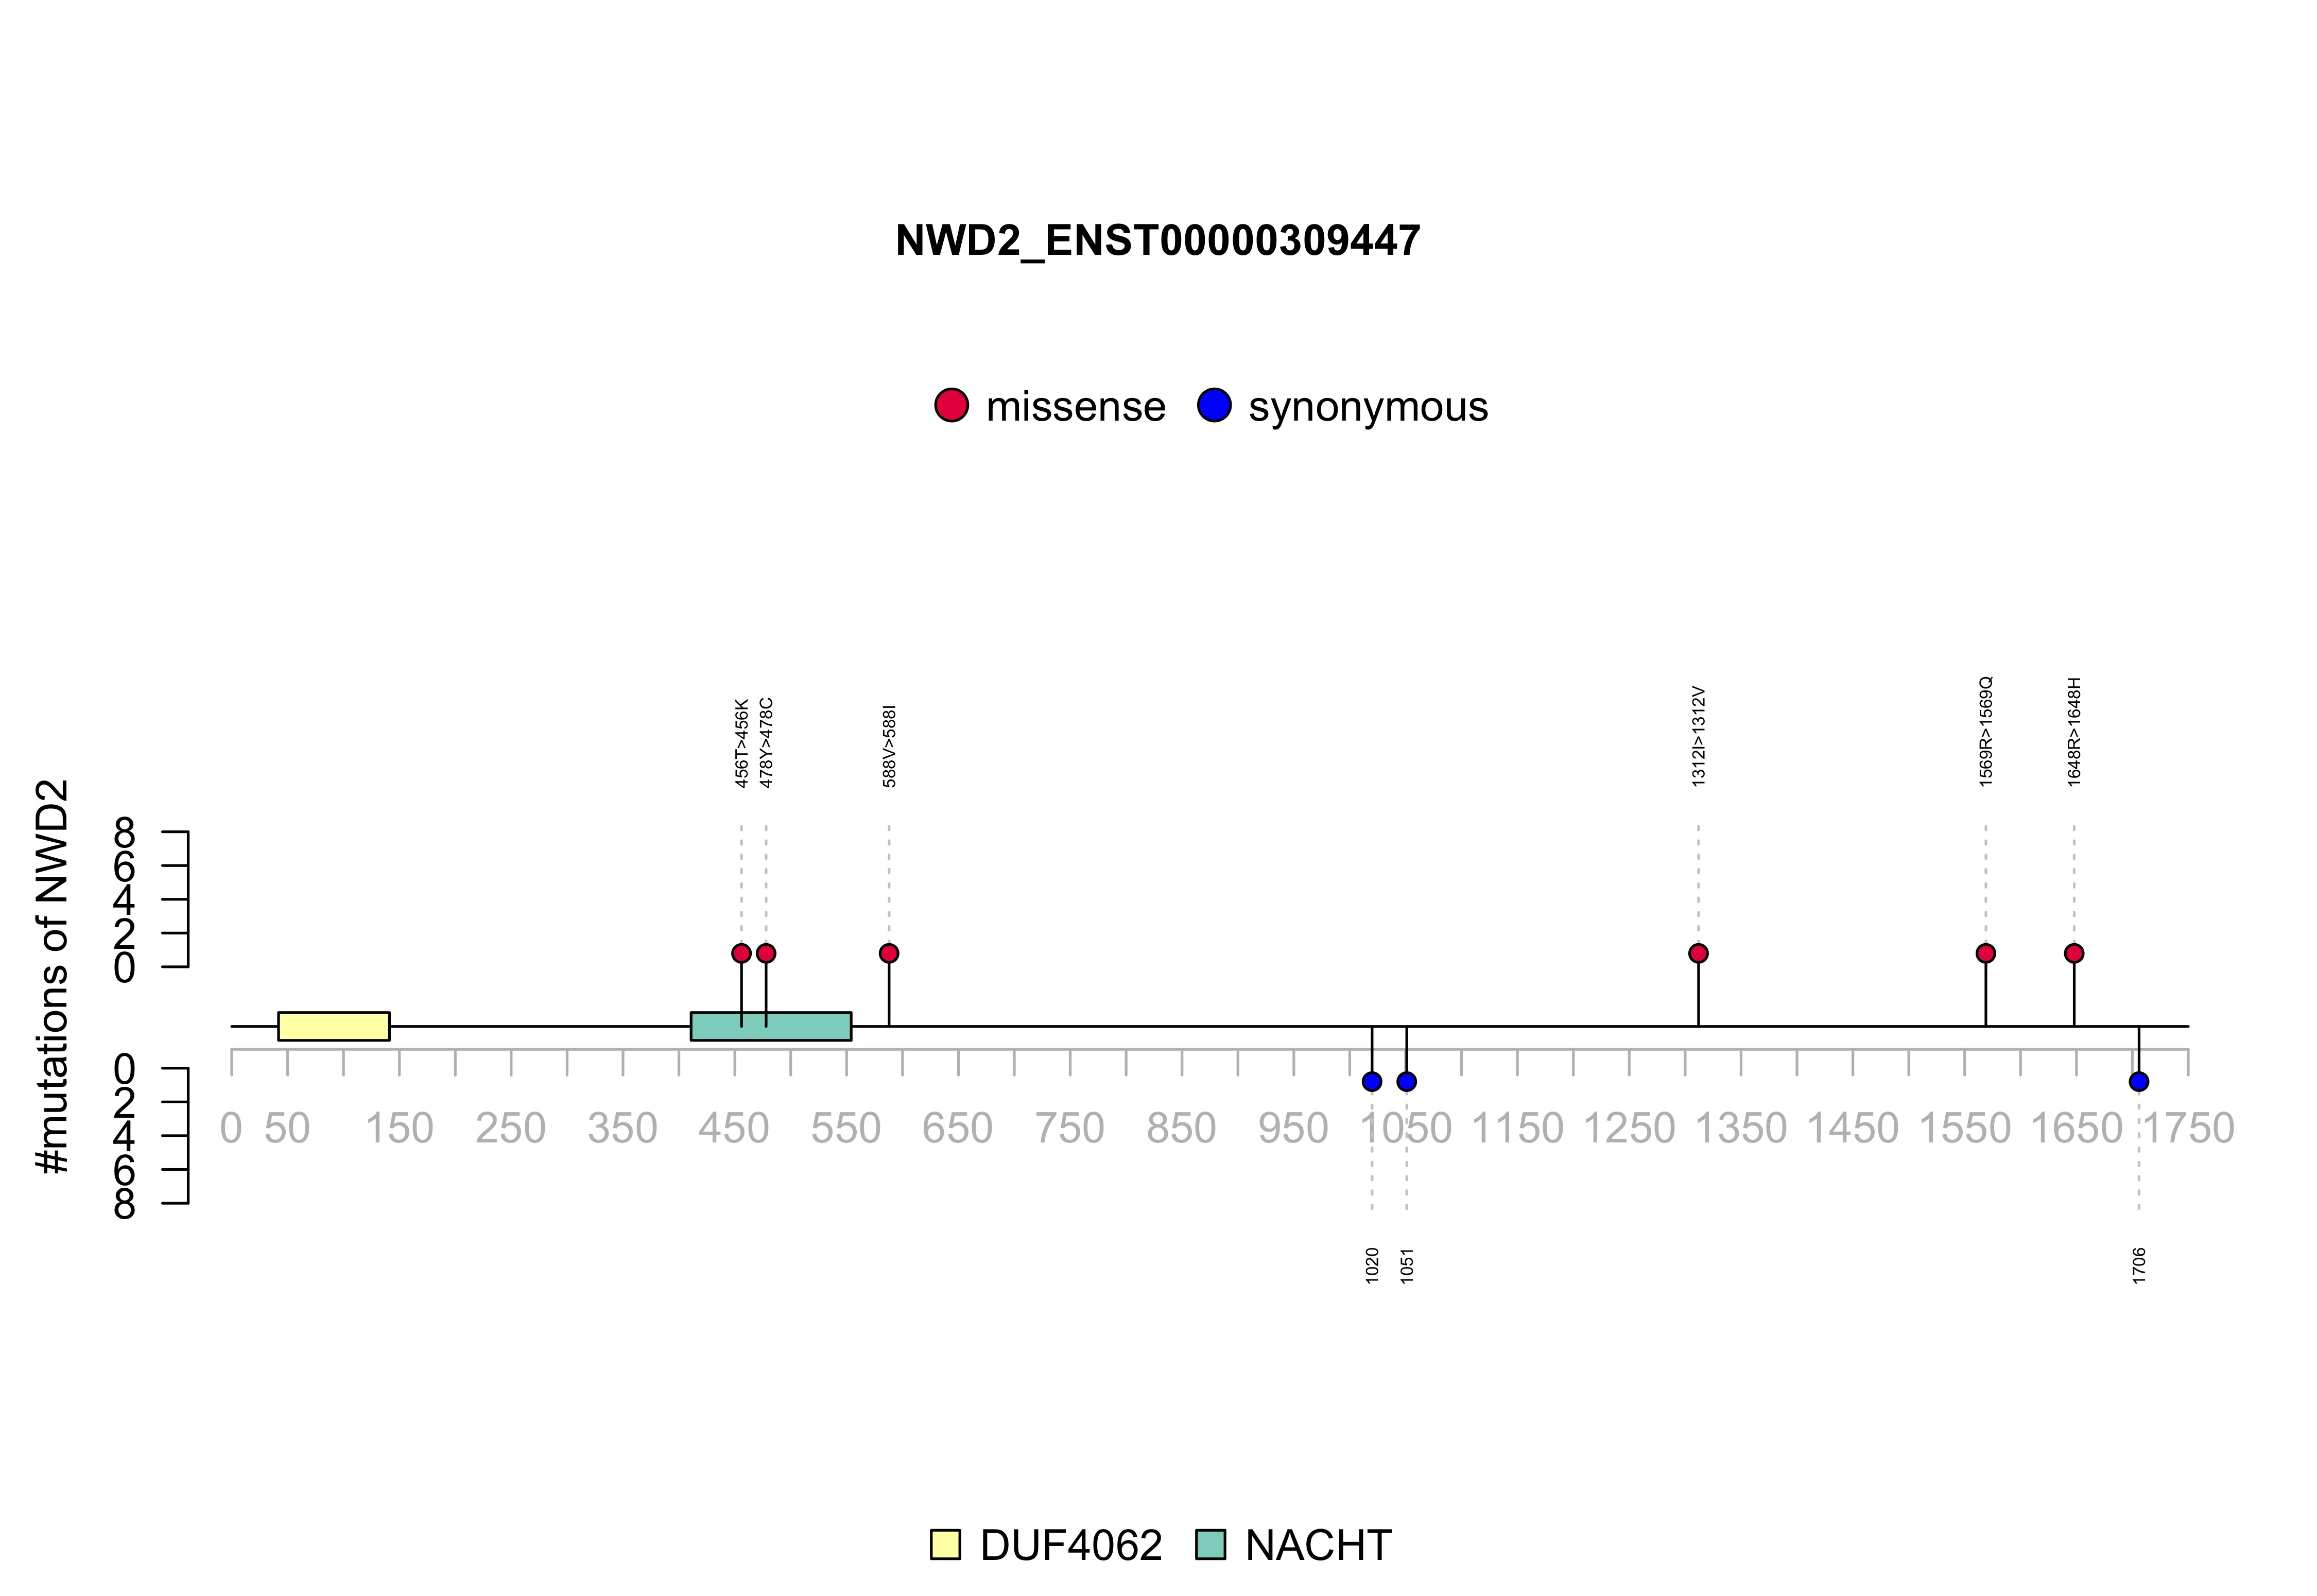 NWD2_ENST00000309447
missense synonymous
456T>456K
478Y>478C
588V>588I
1312I>1312V
1569R>1569Q
1648R>1648H
#mutations of NWD2
8
6
4
2
0
0
2
4
6
8
0 50 150 250 350 450 550 650 750 850 950 1050 1150 1250 1350 1450 1550 1650 1750
1020
1051
1706
DUF4062 NACHT